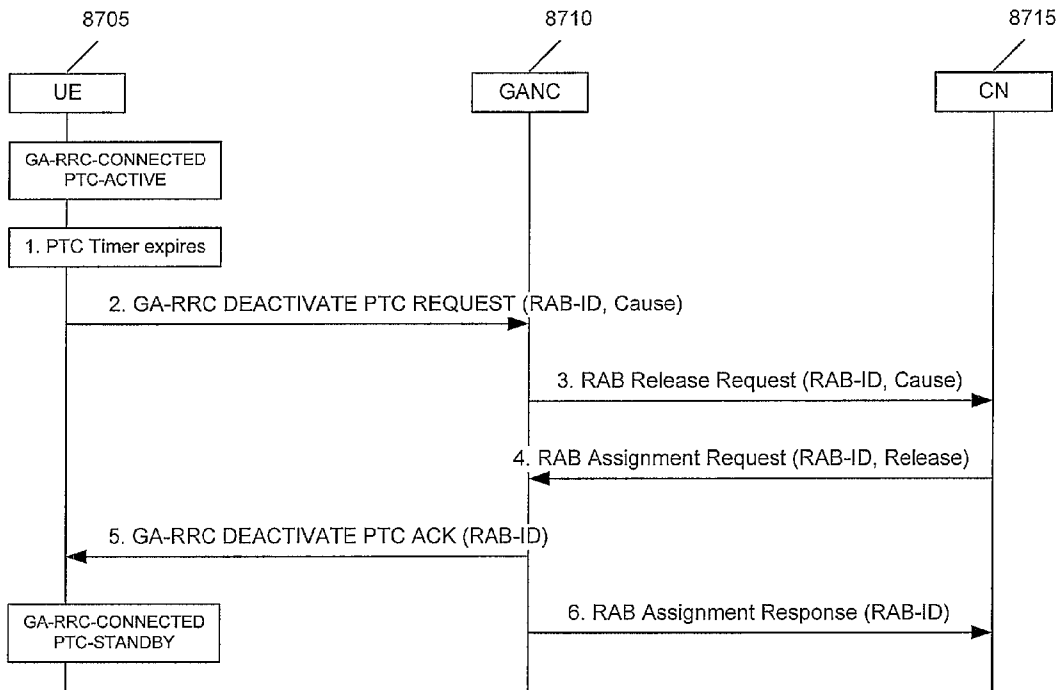 8705
8710
8715
UE
GANC
CN
GA-RRC-CONNECTED
PTC-ACTIVE
1. PTC Timer expires
2. GA-RRC DEACTIVATE PTC REQUEST (RAB-ID, Cause)
3. RAB Release Request (RAB-ID, Cause)
4. RAB Assignment Request (RAB-ID, Release)
5. GA-RRC DEACTIVATE PTC ACK (RAB-ID)
GA-RRC-CONNECTED
PTC-STANDBY
6. RAB Assignment Response (RAB-ID)